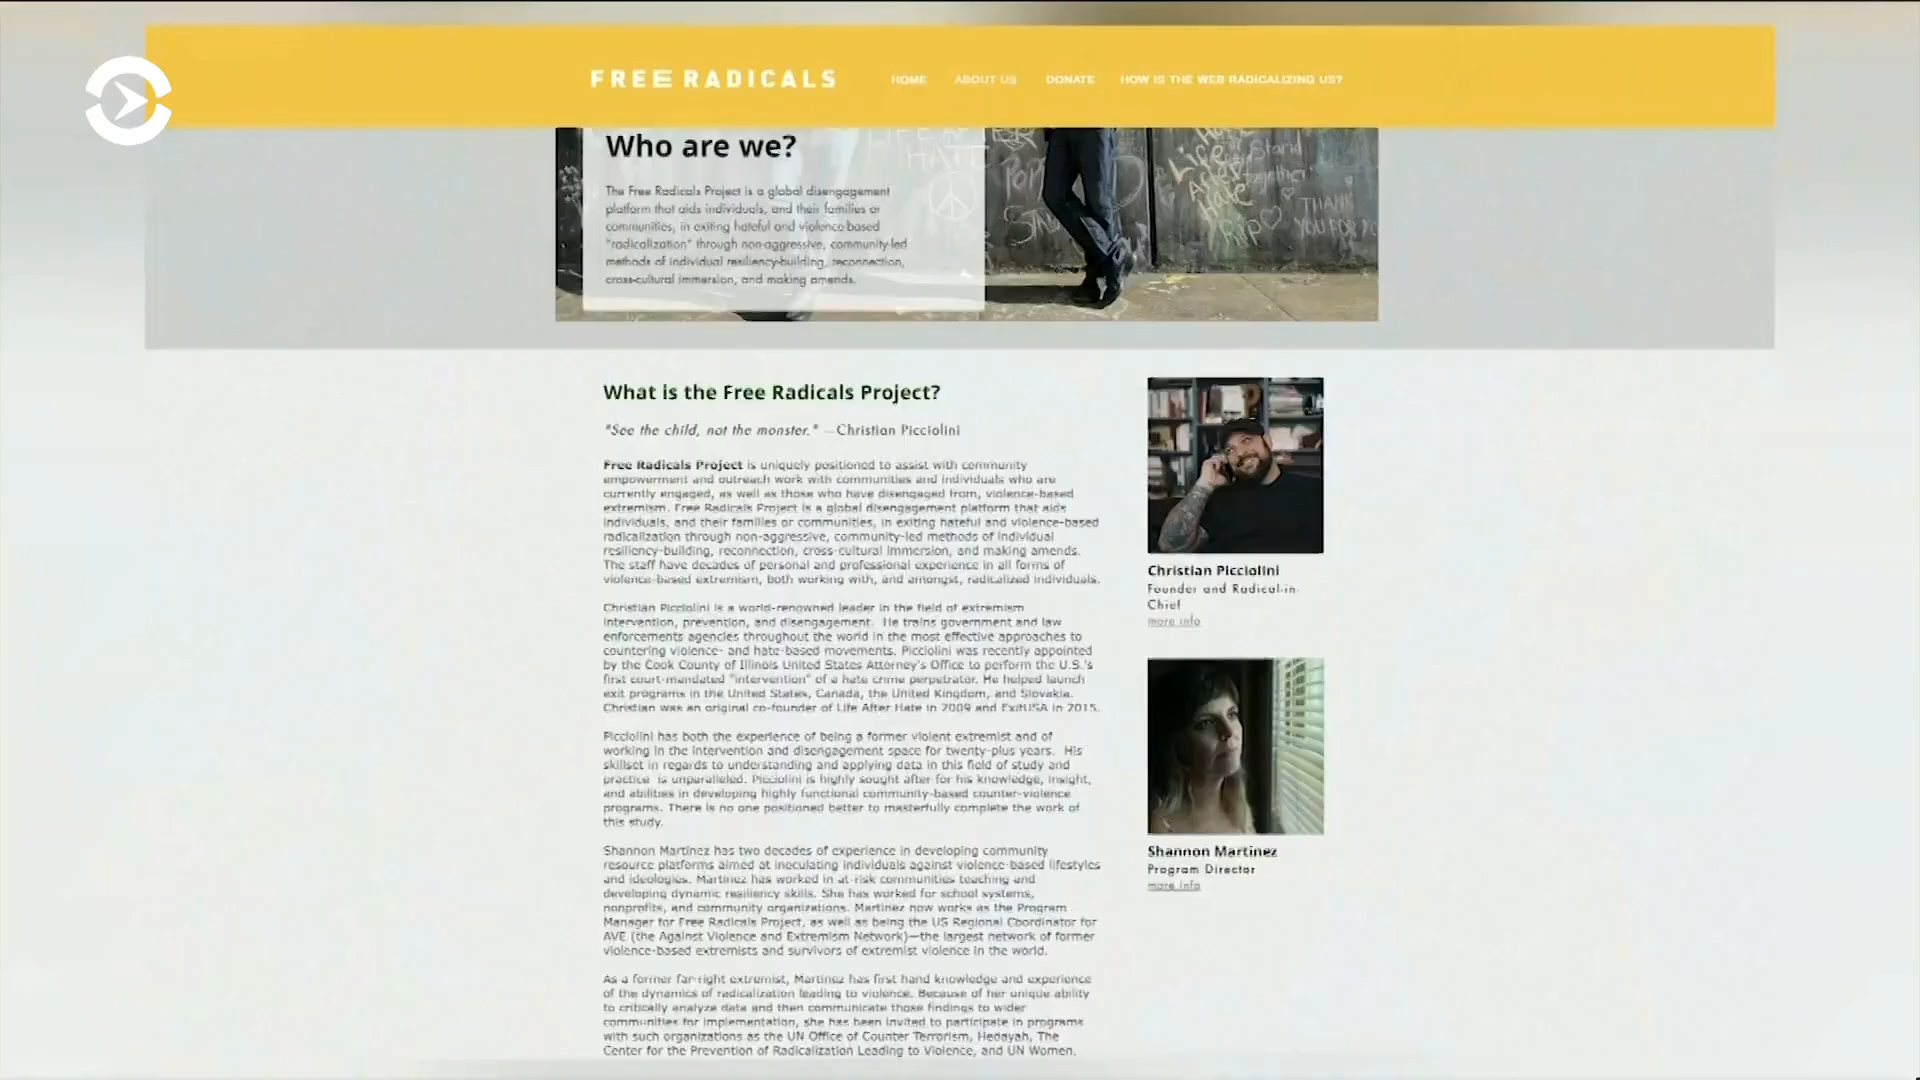 FREE RADICALS
HOME
ABOUT US
DONATE
HOW IS THE WEB RADICALIZING US?
Who are we?
The Free Radicals Project is a global disengagement
platform that aids individuals, and their families or
communities, in exiting hateful and violence-based
"radicalization" through non-aggressive, community-led
methods of individual resiliency-building, reconnection,
cross-cultural immersion, and making amends.
Life
After
Hate
together
THANK
RIP
What is the Free Radicals Project?
"See the child, not the monster." —Christian Picciolini
Free Radicals Project is uniquely positioned to assist with community
empowerment and outreach work with communities and individuals who are
currently engaged, as well as those who have disengaged from, violence-based
extremism. Free Radicals Project is a global disengagement platform that aids
individuals, and their families or communities, in exiting hateful and violence-based
radicalization through non-aggressive, community-led methods of individual
resiliency-building, reconnection, cross-cultural immersion, and making amends.
The staff have decades of personal and professional experience in all forms of
violence-based extremism, both working with, and amongst, radicalized individuals.
Christian Picciolini is a world-renowned leader in the field of extremism
intervention, prevention, and disengagement. He trains government and law
enforcements agencies throughout the world in the most effective approaches to
countering violence- and hate-based movements. Picciolini was recently appointed
by the Cook County of Illinois United States Attorney's Office to perform the U.S.'s
first court-mandated "intervention" of a hate crime perpetrator. He helped launch
exit programs in the United States, Canada, the United Kingdom, and Slovakia.
Christian was an original co-founder of Life After Hate in 2009 and ExitUSA in 2015.
Picciolini has both the experience of being a former violent extremist and of
working in the intervention and disengagement space for twenty-plus years. His
skillset in regards to understanding and applying data in this field of study and
practice is unparalleled. Picciolini is highly sought after for his knowledge, insight,
and abilities in developing highly functional community-based counter-violence
programs. There is no one positioned better to masterfully complete the work of
this study.
Shannon Martinez has two decades of experience in developing community
resource platforms aimed at inoculating individuals against violence-based lifestyles
and ideologies. Martinez has worked in at-risk communities teaching and
developing dynamic resiliency skills. She has worked for school systems,
nonprofits, and community organizations. Martinez now works as the Program
Manager for Free Radicals Project, as well as being the US Regional Coordinator for
AVE (the Against Violence and Extremism Network)—the largest network of former
violence-based extremists and survivors of extremist violence in the world.
As a former far-right extremist, Martinez has first hand knowledge and experience
of the dynamics of radicalization leading to violence. Because of her unique ability
to critically analyze data and then communicate those findings to wider
communities for implementation, she has been invited to participate in programs
with such organizations as the UN Office of Counter Terrorism, Hedayah, The
Center for the Prevention of Radicalization Leading to Violence, and UN Women.
Christian Picciolini
Founder and Radical-in-
Chief
more info
Shannon Martinez
Program Director
more info